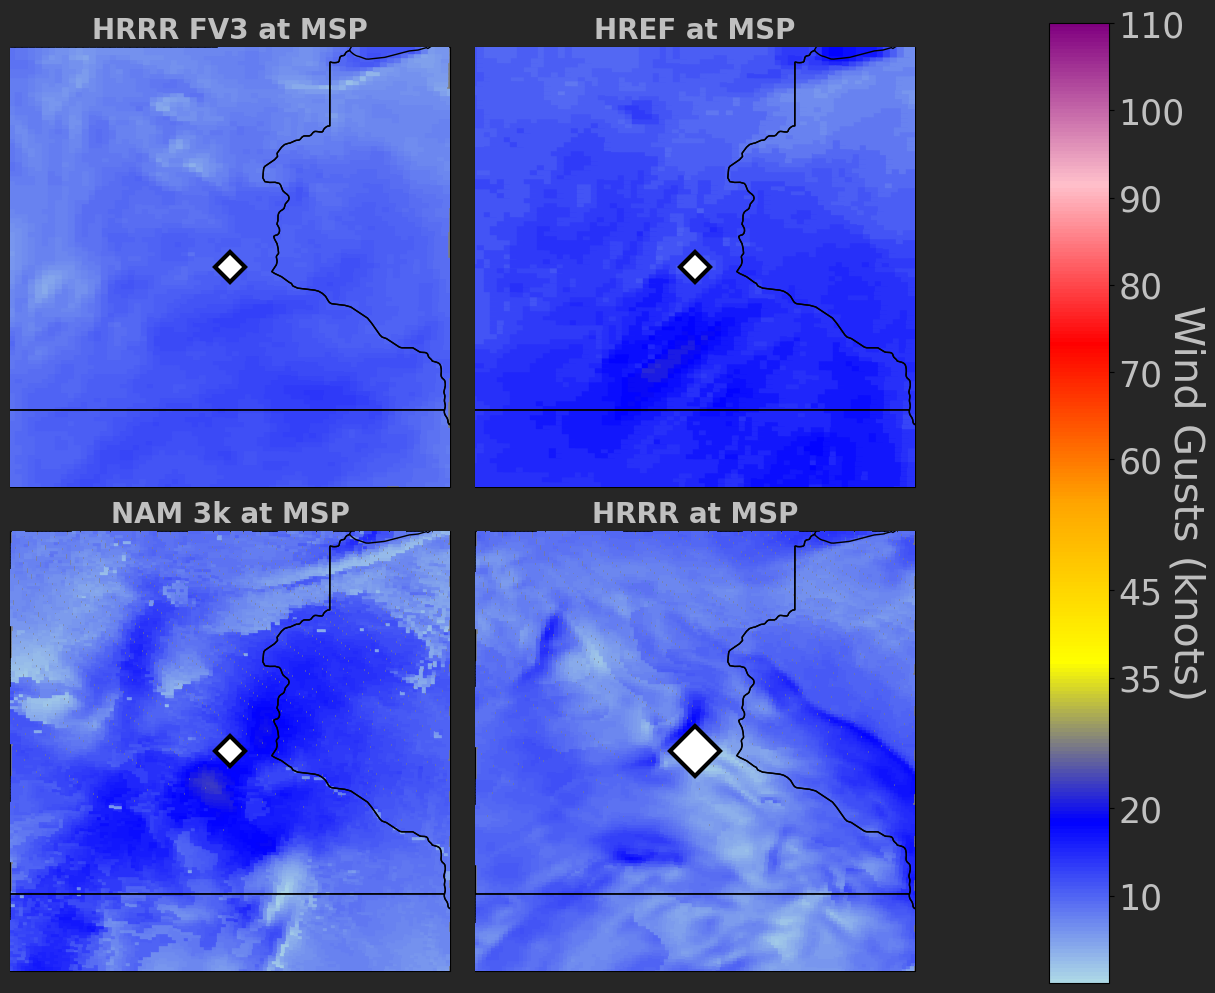 HRRR FV3 at MSP
HREF at MSP
NAM 3k at MSP
HRRR at MSP
110
100
90
80
70
60
45
35
20
10
Wind Gusts (knots)